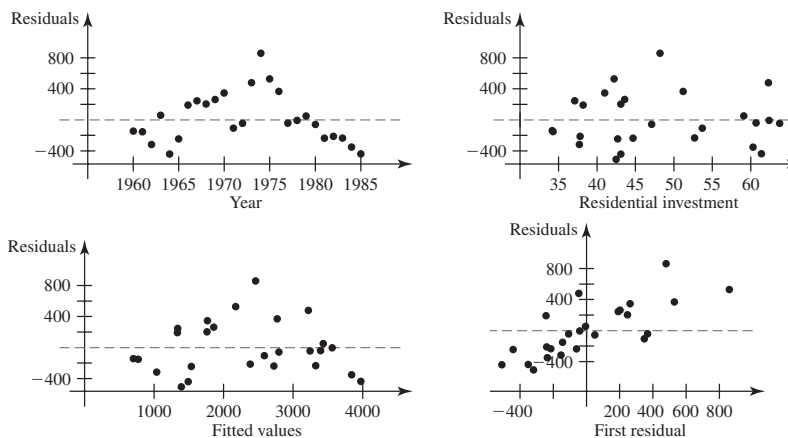 Residuals
800
400
−400
1960 1965 1970 1975 1980 1985
Year
Residuals
800
400
−400
35 40 45 50 55 60
Residential investment
Residuals
800
400
−400
1000 2000 3000 4000
Fitted values
Residuals
800
400
−400
−400 200 400 600 800
First residual